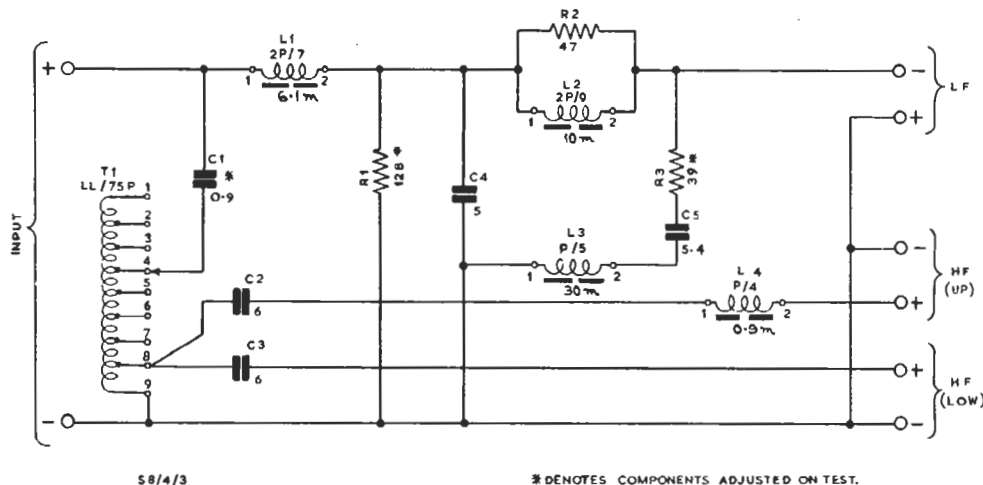 R2
47
L1
2P/7
1 2
6.1m
L2
2P/9
1 2
10m
+
INPUT
-
T1
LL/75P
1
2
3
4
5
6
7
8
9
C1
*
0.9
R1
128*
C4
5
R3
39*
C5
5.4
L3
P/5
1 2
30m
C2
6
L4
P/4
1 2
0.9m
C3
6
-
LF
+
-
HF
(UP)
+
+
HF
(LOW)
-
S8/4/3
* DENOTES COMPONENTS ADJUSTED ON TEST.